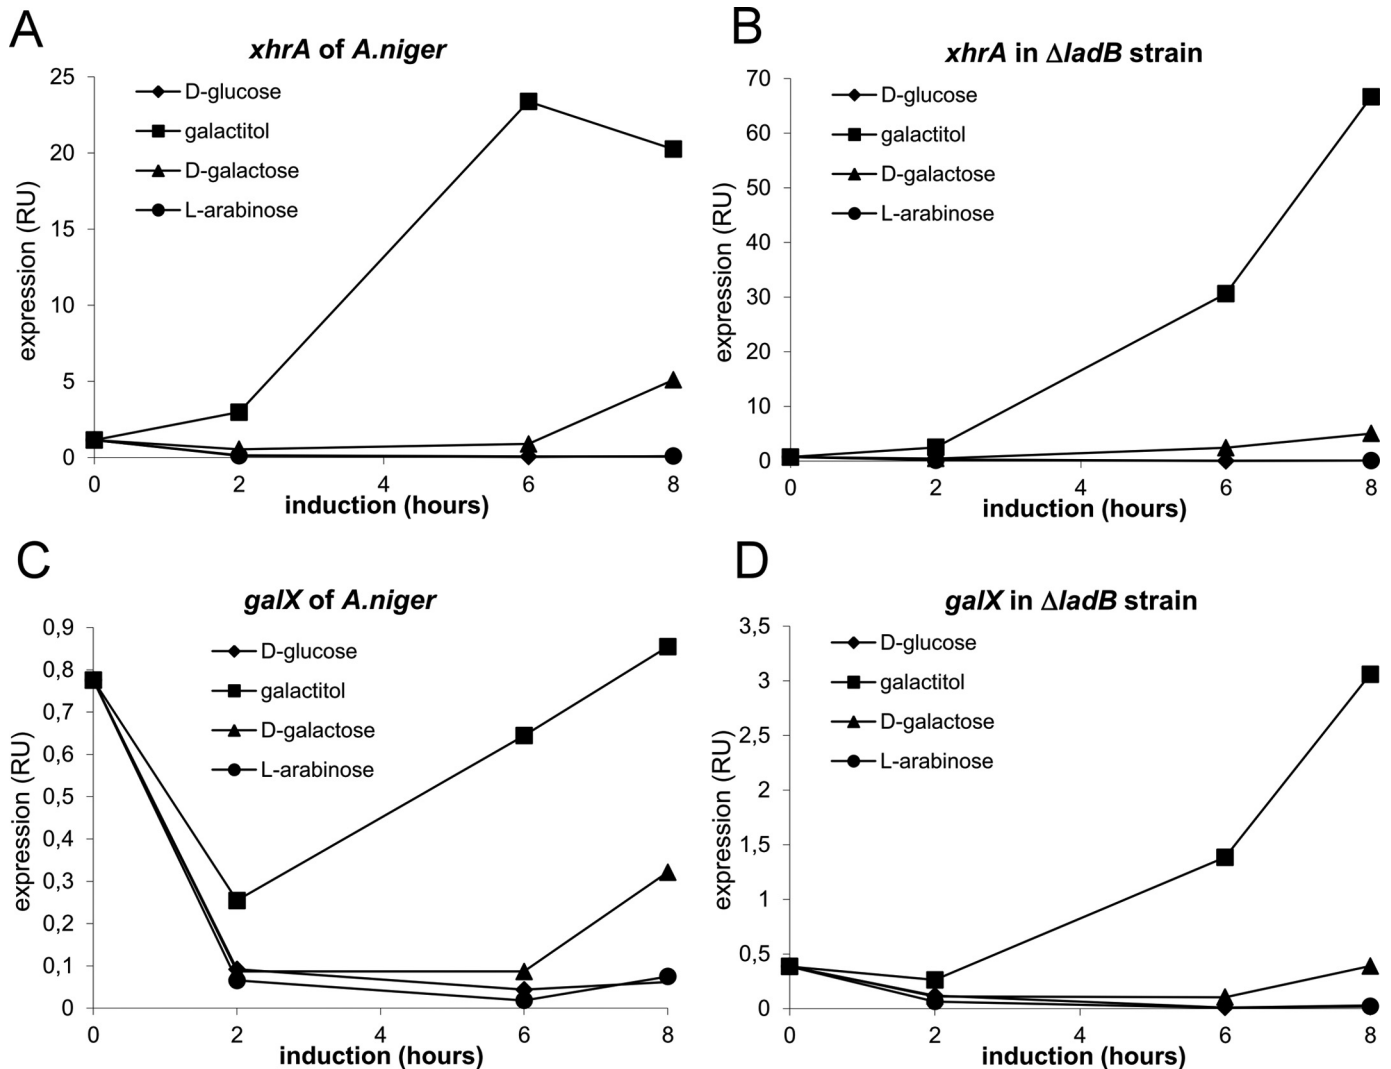 A
xhrA of A.niger
25
20
15
10
5
0
expression (RU)
D-glucose
galactitol
D-galactose
L-arabinose
0 2 4 6 8
induction (hours)
B
xhrA in ΔladB strain
70
60
50
40
30
20
10
0
expression (RU)
D-glucose
galactitol
D-galactose
L-arabinose
0 2 4 6 8
induction (hours)
C
galX of A.niger
0,9
0,8
0,7
0,6
0,5
0,4
0,3
0,2
0,1
0
expression (RU)
D-glucose
galactitol
D-galactose
L-arabinose
0 2 4 6 8
induction (hours)
D
galX in ΔladB strain
3,5
3
2,5
2
1,5
1
0,5
0
expression (RU)
D-glucose
galactitol
D-galactose
L-arabinose
0 2 4 6 8
induction (hours)